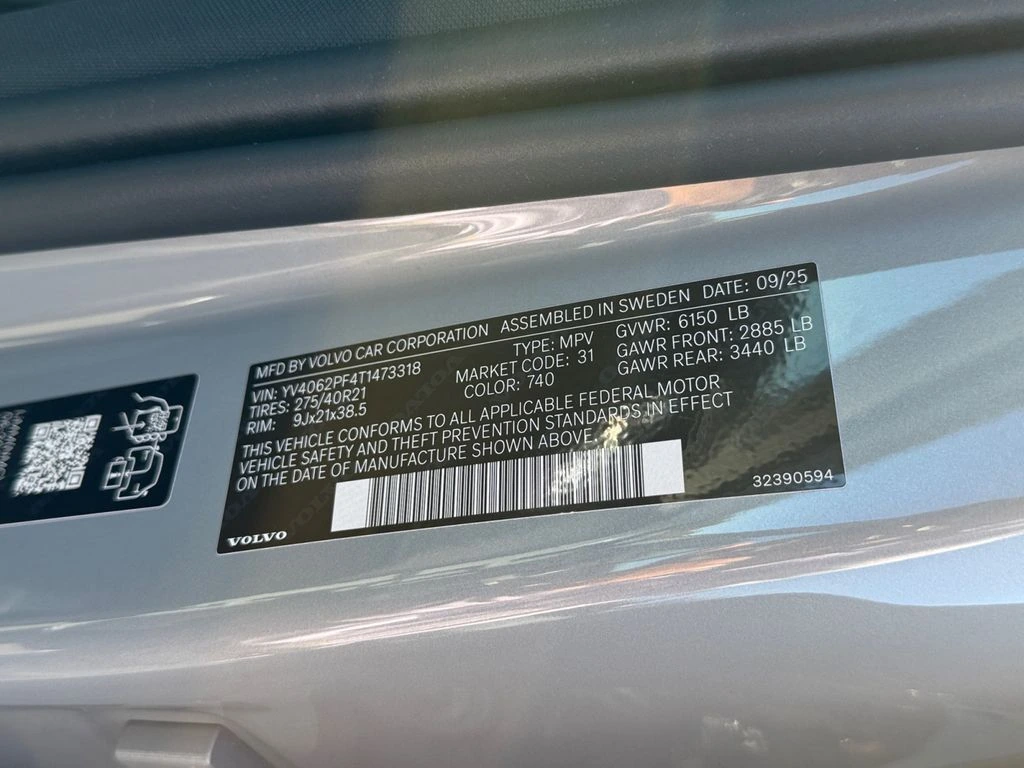 MFD BY VOLVO CAR CORPORATION ASSEMBLED IN SWEDEN DATE: 09/25
VIN: YV4062PF4T1473318 TYPE: MPV GVWR: 6150 LB
TIRES: 275/40R21 MARKET CODE: 31 GAWR FRONT: 2885 LB
RIM: 9Jx21x38.5 COLOR: 740 GAWR REAR: 3440 LB
THIS VEHICLE CONFORMS TO ALL APPLICABLE FEDERAL MOTOR
VEHICLE SAFETY AND THEFT PREVENTION STANDARDS IN EFFECT
ON THE DATE OF MANUFACTURE SHOWN ABOVE
VOLVO
32390594